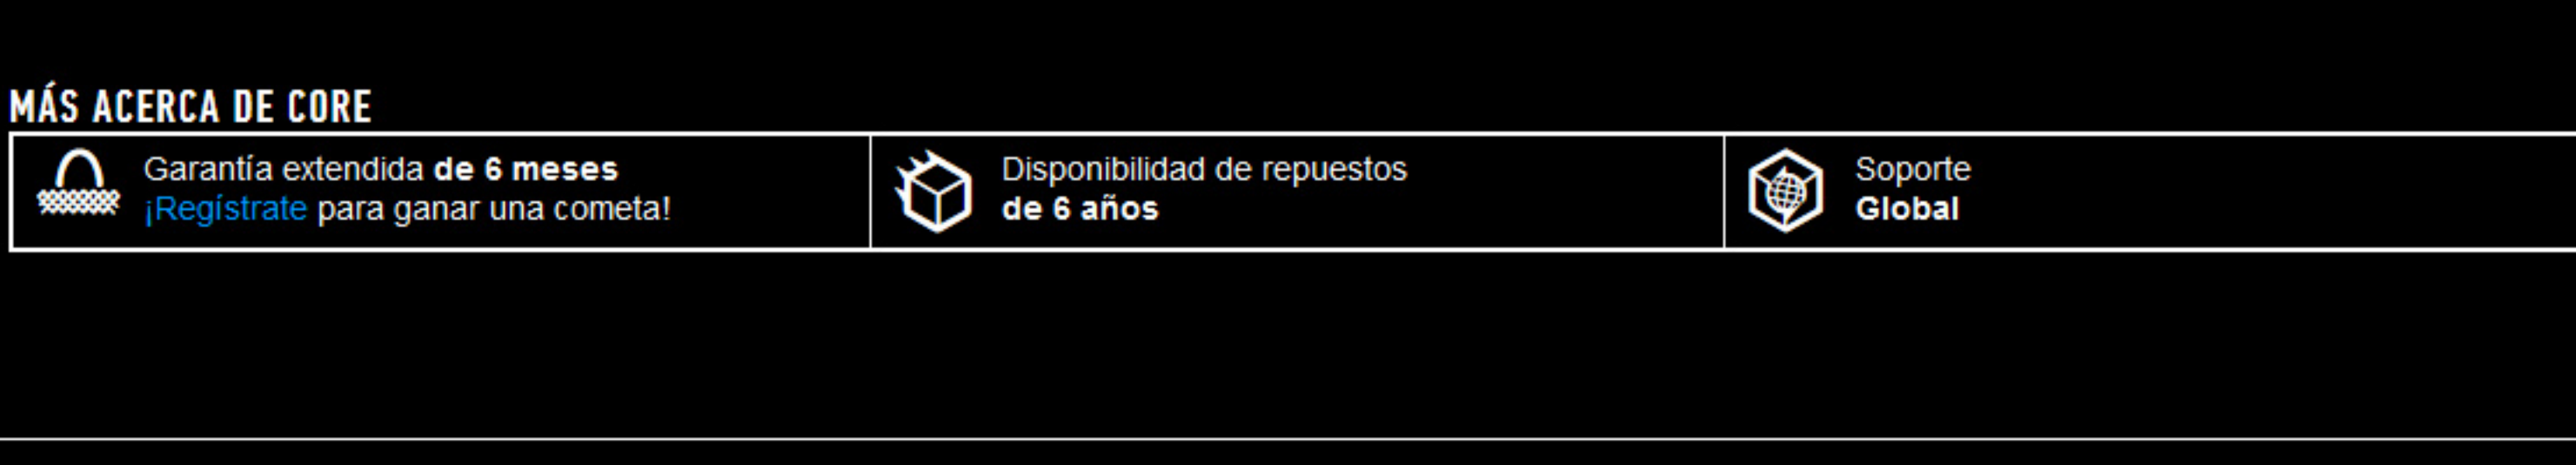 MÁS ACERCA DE CORE
Garantía extendida de 6 meses
¡Regístrate para ganar una cometa!
Disponibilidad de repuestos
de 6 años
Soporte
Global